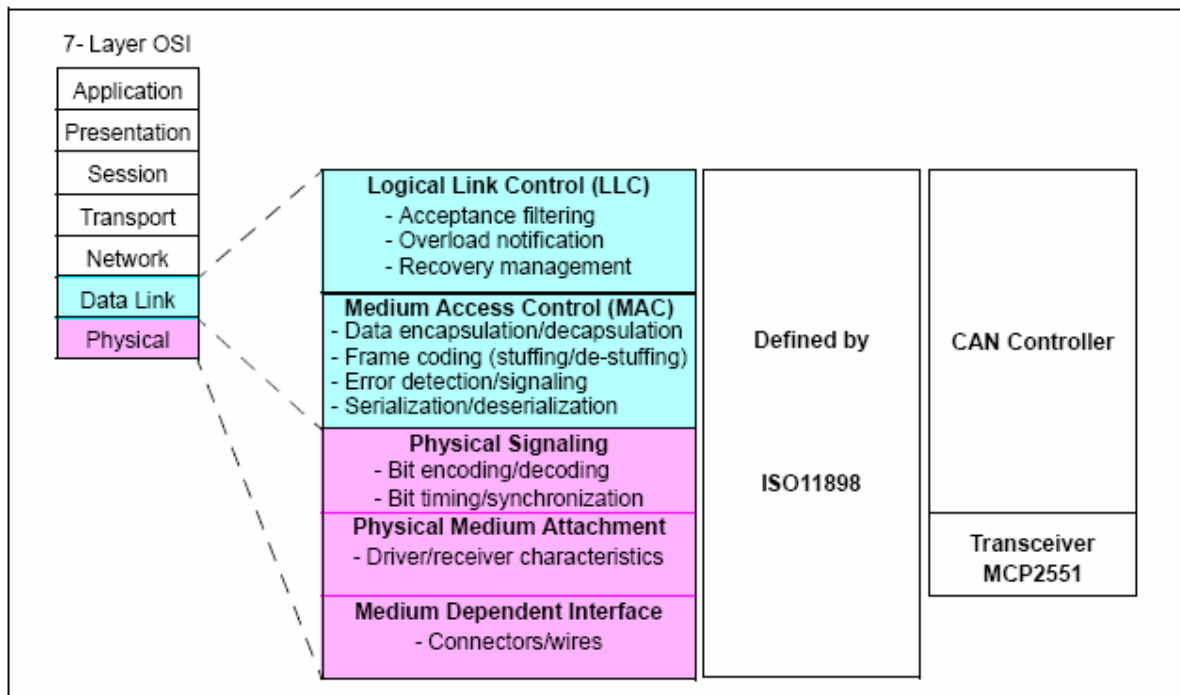 7- Layer OSI
Application
Presentation
Session
Transport
Network
Data Link
Physical
Logical Link Control (LLC)
- Acceptance filtering
- Overload notification
- Recovery management
Medium Access Control (MAC)
- Data encapsulation/decapsulation
- Frame coding (stuffing/de-stuffing)
- Error detection/signaling
- Serialization/deserialization
Physical Signaling
- Bit encoding/decoding
- Bit timing/synchronization
Physical Medium Attachment
- Driver/receiver characteristics
Medium Dependent Interface
- Connectors/wires
Defined by
ISO11898
CAN Controller
Transceiver
MCP2551